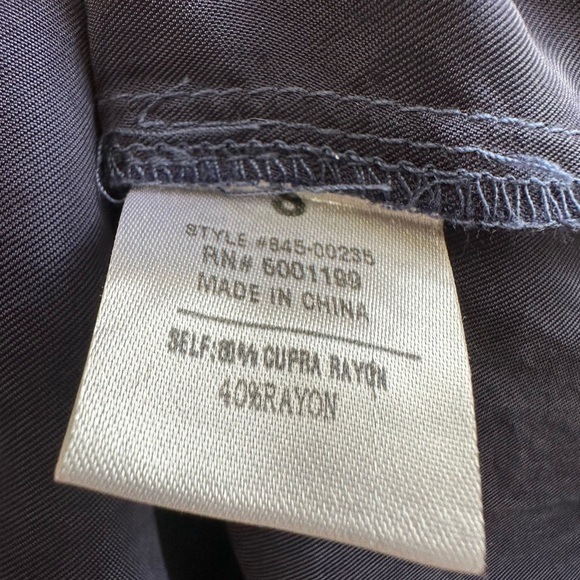 STYLE #845-00235
RN# 5001199
MADE IN CHINA
SELF: CUPRA RAYON
40%RAYON